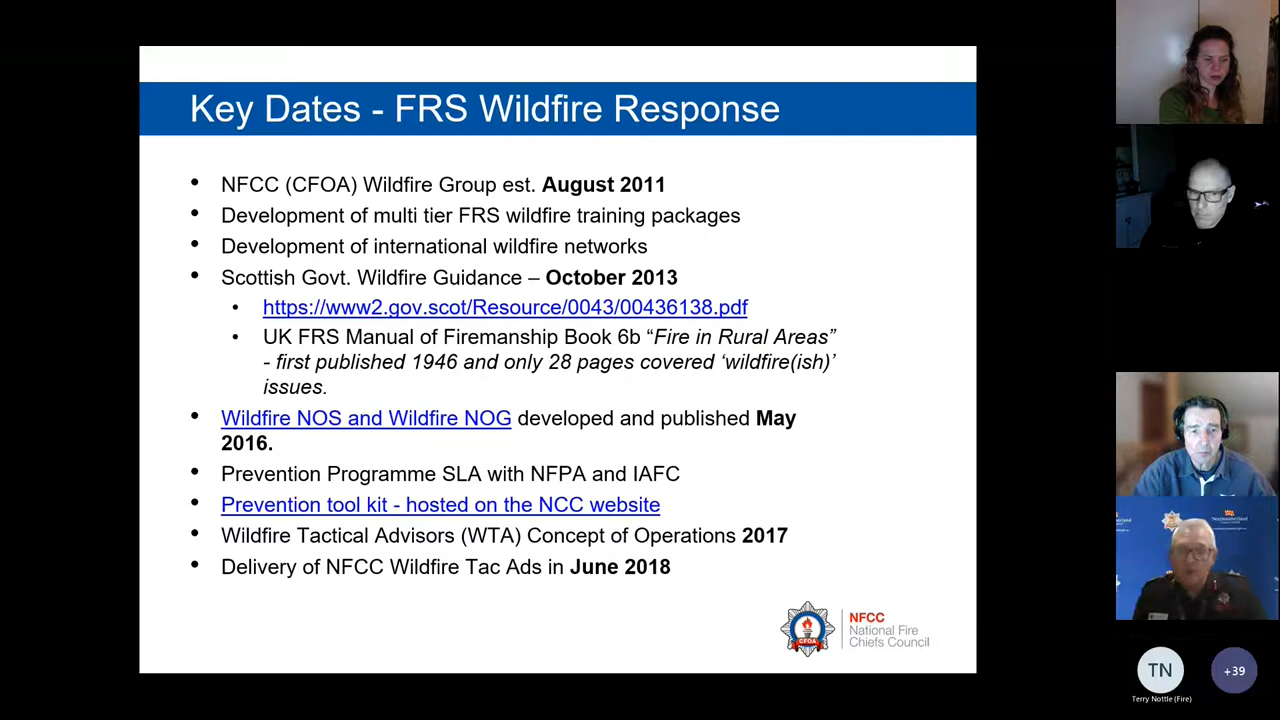 Key Dates - FRS Wildfire Response
• NFCC (CFOA) Wildfire Group est. August 2011
• Development of multi tier FRS wildfire training packages
• Development of international wildfire networks
• Scottish Govt. Wildfire Guidance – October 2013
• https://www2.gov.scot/Resource/0043/00436138.pdf
• UK FRS Manual of Firemanship Book 6b “Fire in Rural Areas”
- first published 1946 and only 28 pages covered ‘wildfire(ish)’
issues.
• Wildfire NOS and Wildfire NOG developed and published May
2016.
• Prevention Programme SLA with NFPA and IAFC
• Prevention tool kit - hosted on the NCC website
• Wildfire Tactical Advisors (WTA) Concept of Operations 2017
• Delivery of NFCC Wildfire Tac Ads in June 2018
CFOA
NFCC
National Fire
Chiefs Council
TN
+39
Terry Nottle (Fire)